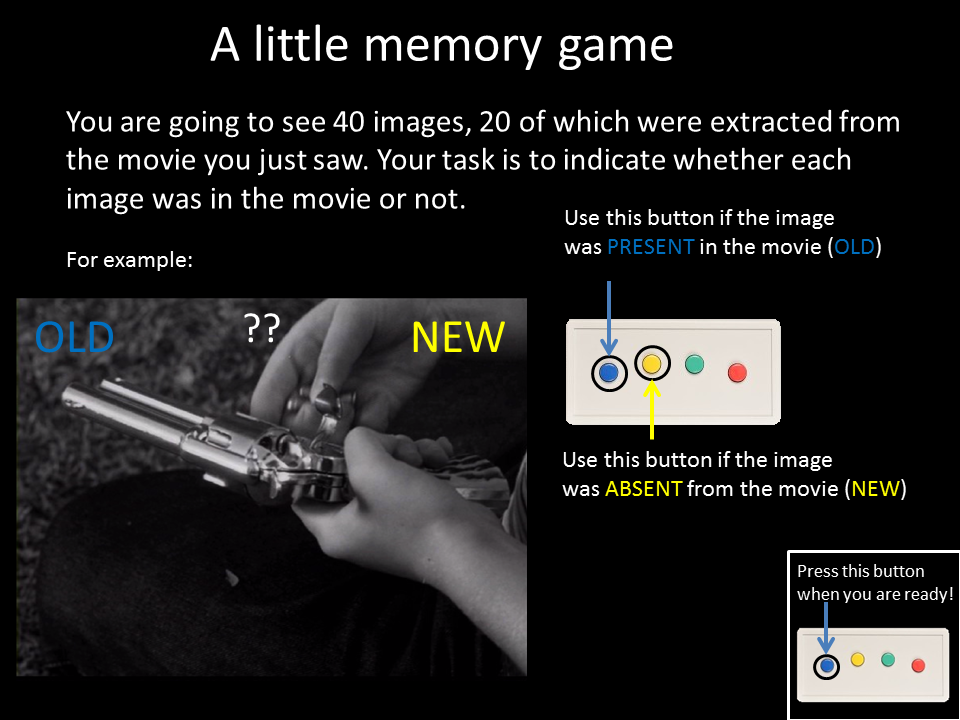 A little memory game
You are going to see 40 images, 20 of which were extracted from
the movie you just saw. Your task is to indicate whether each
image was in the movie or not.
For example:
Use this button if the image
was PRESENT in the movie (OLD)
OLD
??
NEW
Use this button if the image
was ABSENT from the movie (NEW)
Press this button
when you are ready!